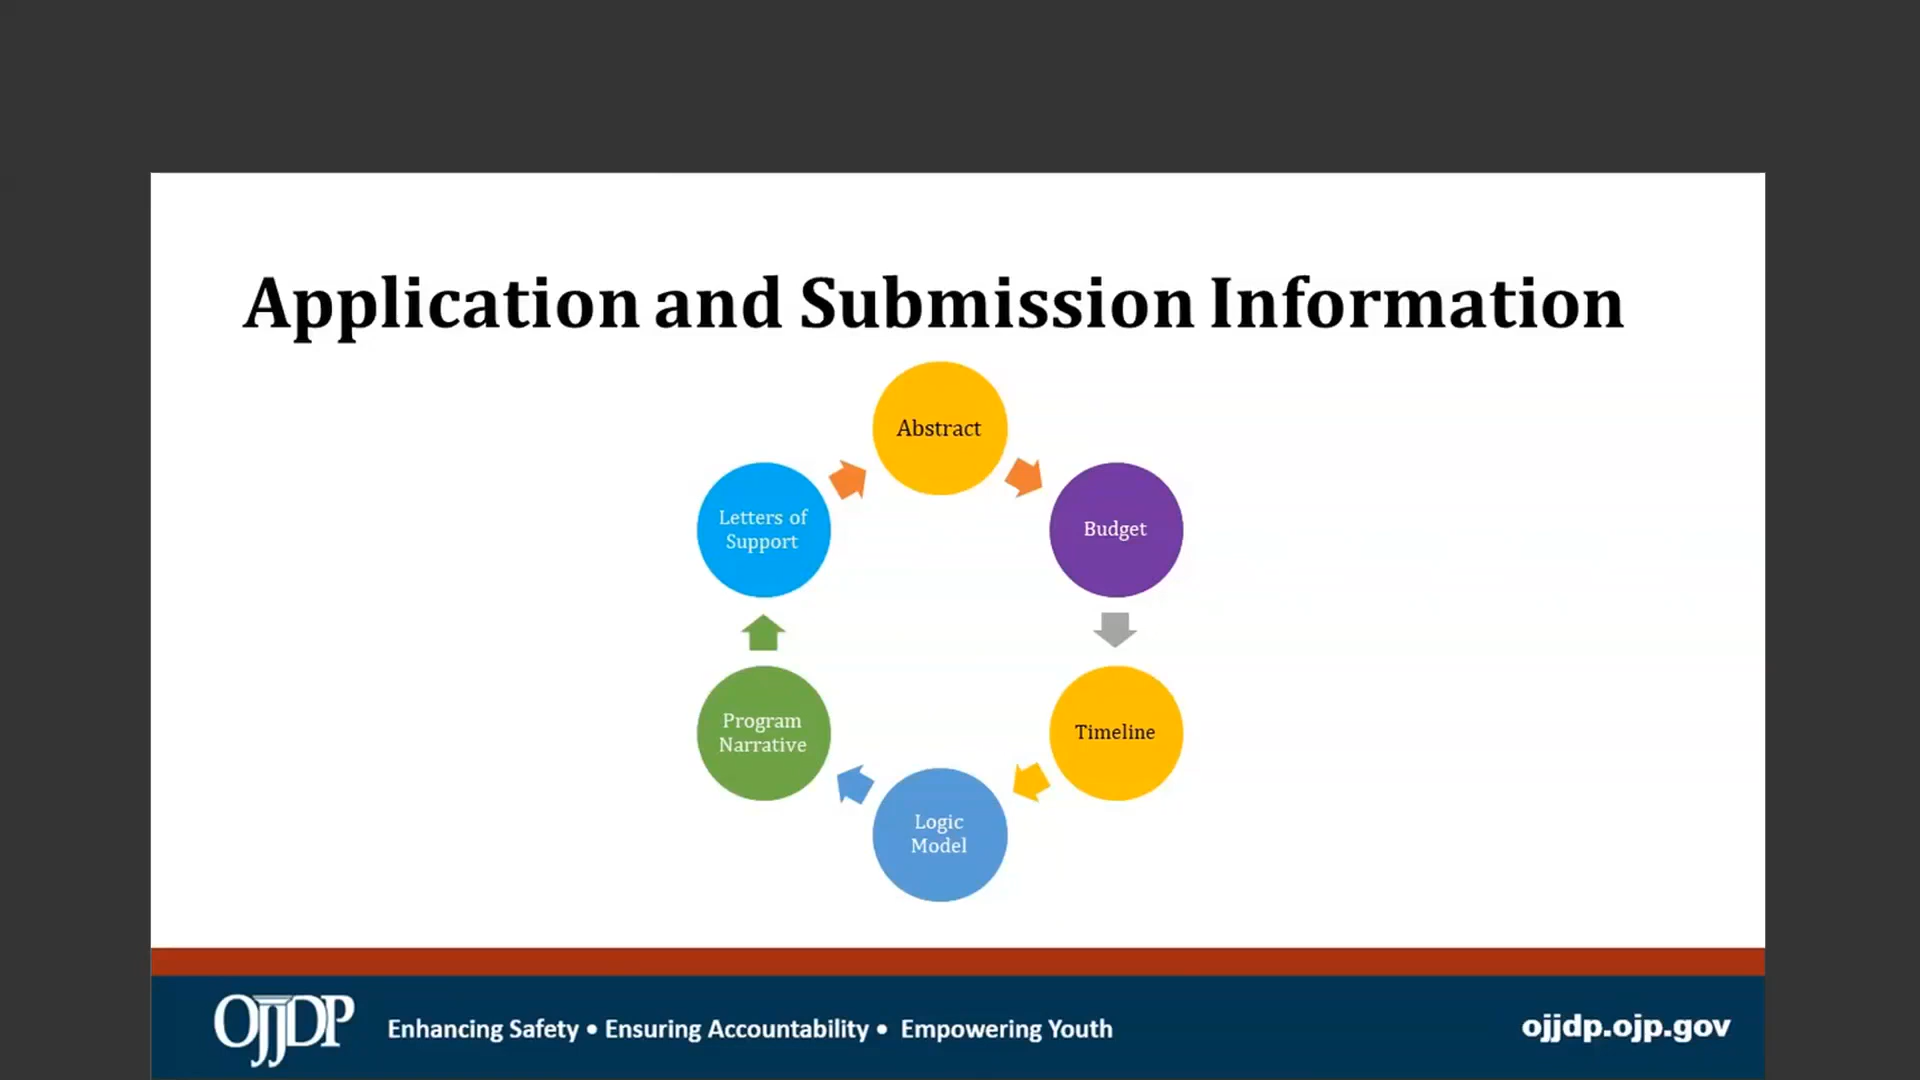 Application and Submission Information
Abstract
Budget
Timeline
Logic
Model
Program
Narrative
Letters of
Support
OJJDP
Enhancing Safety • Ensuring Accountability • Empowering Youth
ojjdp.ojp.gov